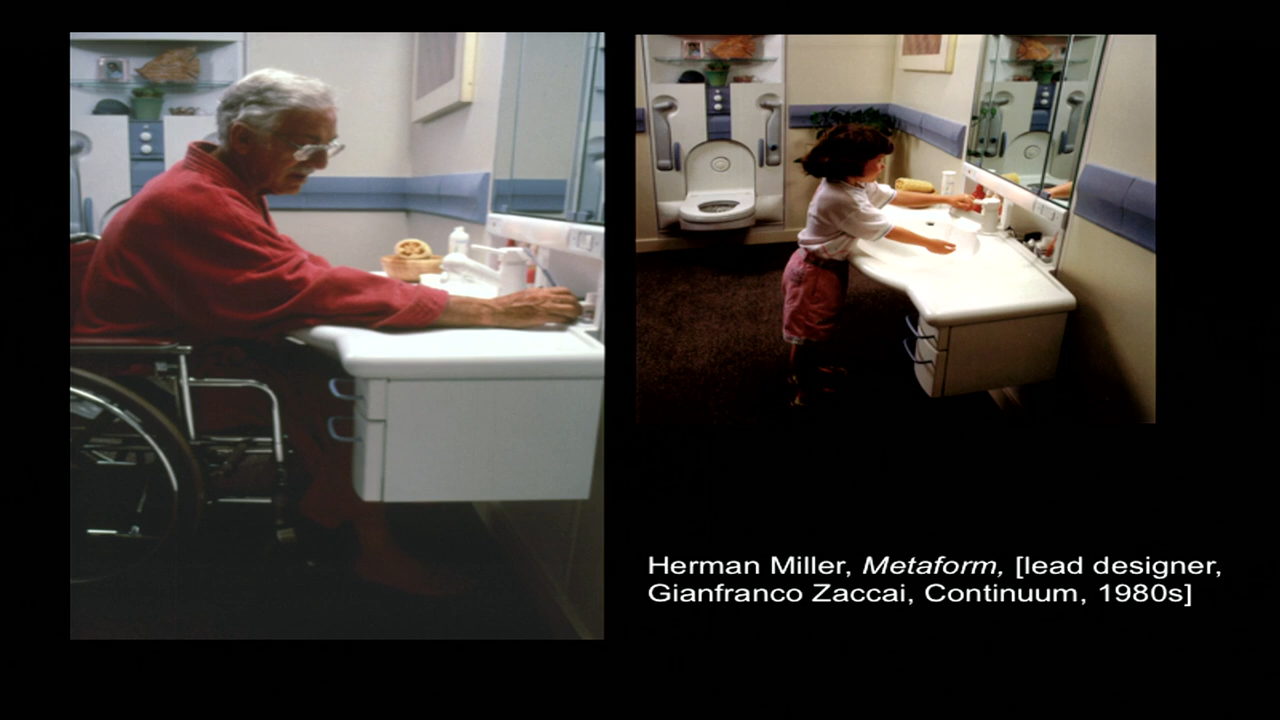 Herman Miller, Metaform, [lead designer,
Gianfranco Zaccai, Continuum, 1980s]